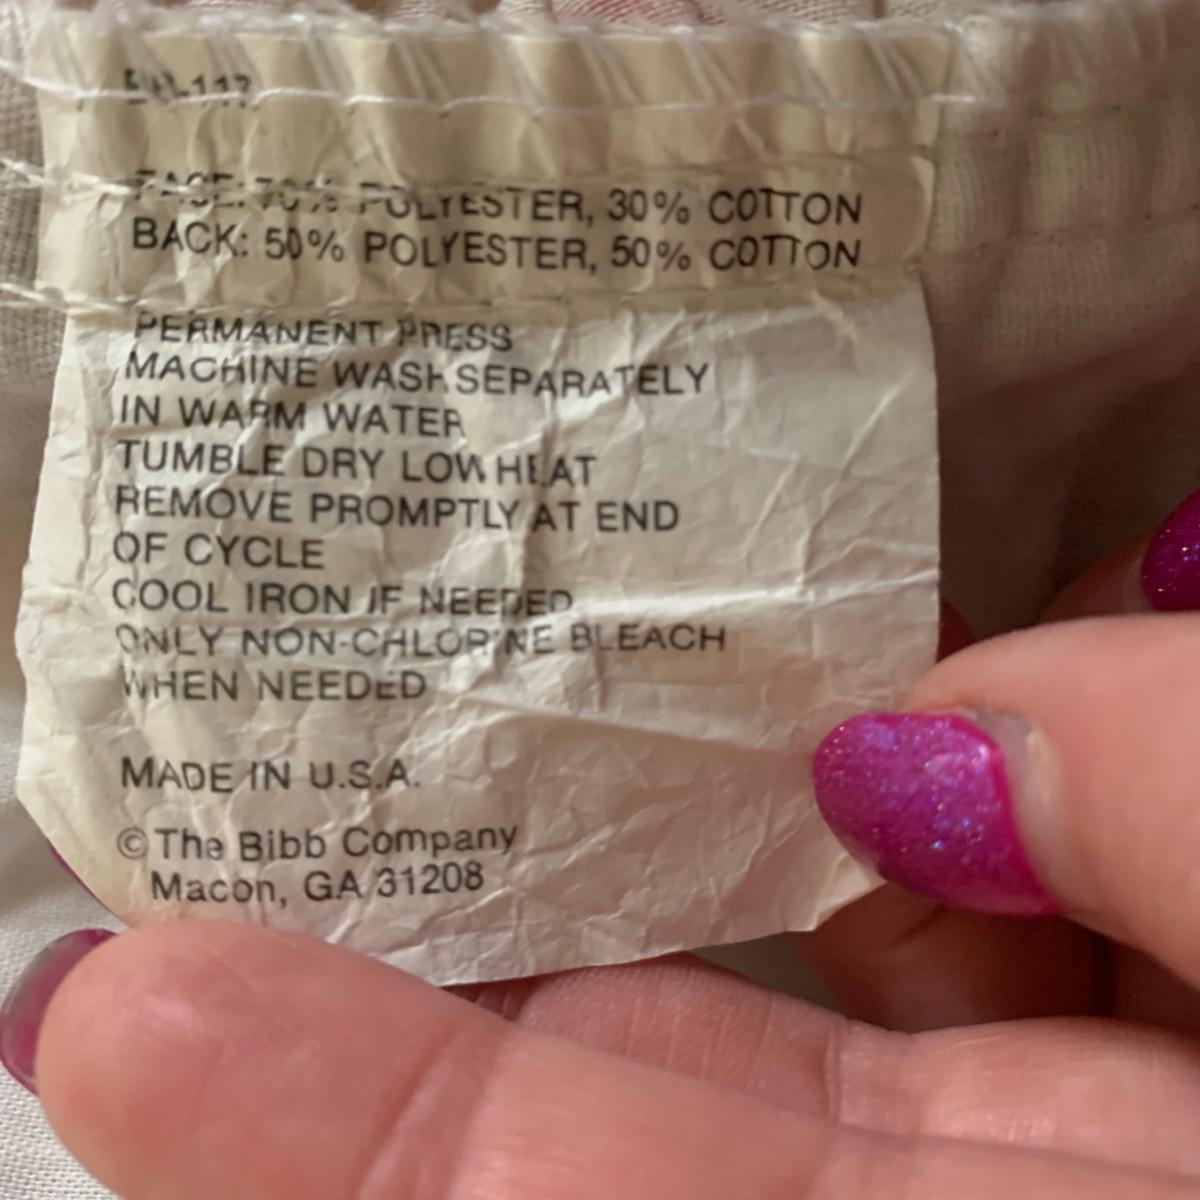 FACE: 70% POLYESTER, 30% COTTON
BACK: 50% POLYESTER, 50% COTTON
PERMANENT PRESS
MACHINE WASH SEPARATELY
IN WARM WATER
TUMBLE DRY LOW HEAT
REMOVE PROMPTLY AT END
OF CYCLE
COOL IRON IF NEEDED
ONLY NON-CHLORINE BLEACH
WHEN NEEDED
MADE IN U.S.A.
© The Bibb Company
Macon, GA 31208